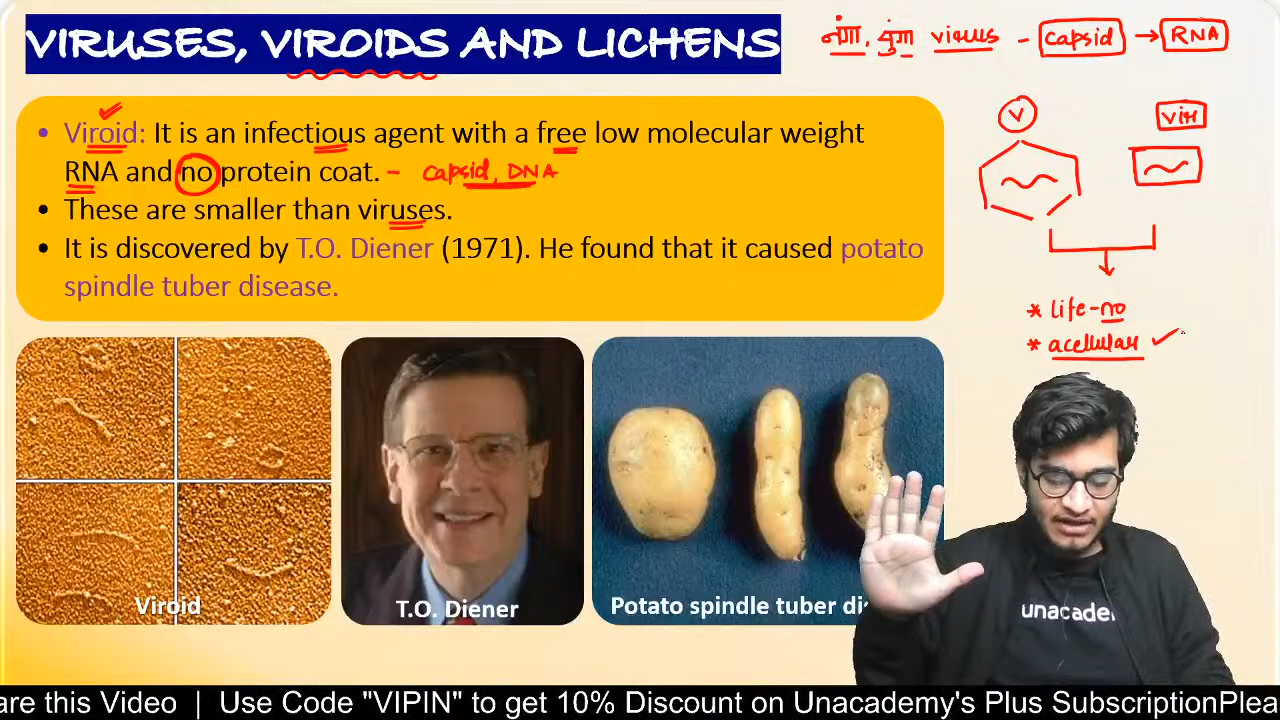 VIRUSES, VIROIDS AND LICHENS
नंगा, पुंगा virus - capsid → RNA
• Viroid: It is an infectious agent with a free low molecular weight
RNA and no protein coat. - capsid, DNA
• These are smaller than viruses.
• It is discovered by T.O. Diener (1971). He found that it caused potato
spindle tuber disease.
V
* life-no
* acellular ✓
Viroid
T.O. Diener
Potato spindle tuber di
unacade
are this Video | Use Code "VIPIN" to get 10% Discount on Unacademy's Plus SubscriptionPlea